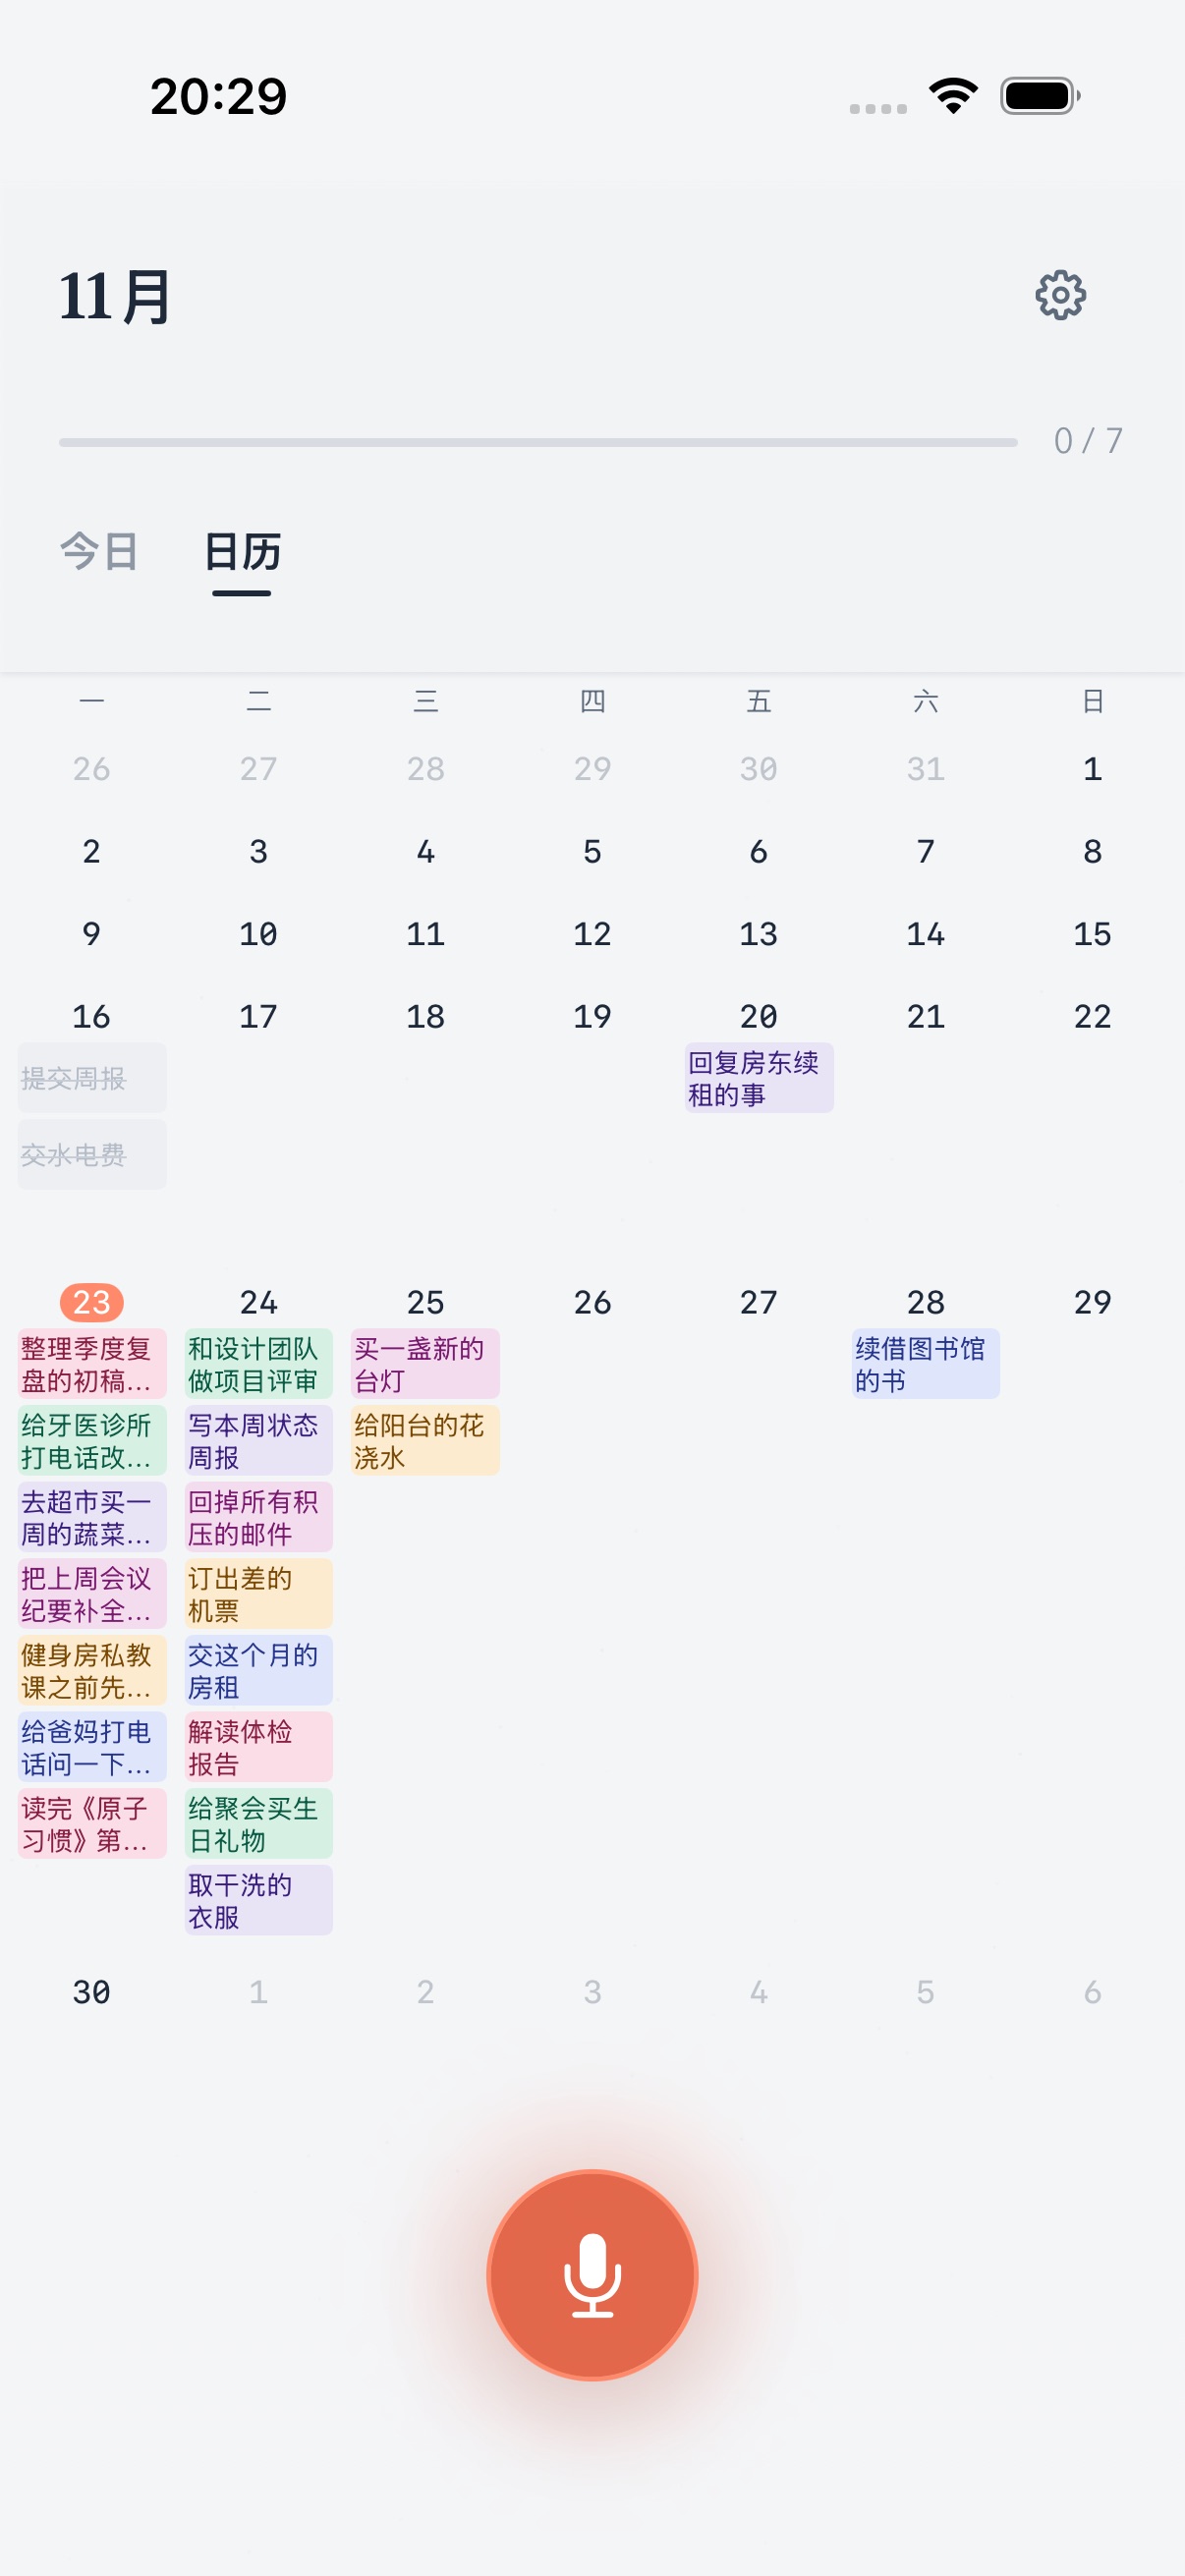 20:29
11月
0 / 7
今日 日历
一 二 三 四 五 六 日
26 27 28 29 30 31 1
2 3 4 5 6 7 8
9 10 11 12 13 14 15
16 17 18 19 20 21 22
提交周报
交水电费
回复房东续
租的事
23 24 25 26 27 28 29
整理季度复
盘的初稿...
给牙医诊所
打电话改...
去超市买一
周的蔬菜...
把上周会议
纪要补全...
健身房私教
课之前先...
给爸妈打电
话问一下...
读完《原子
习惯》第...
和设计团队
做项目评审
写本周状态
周报
回掉所有积
压的邮件
订出差的
机票
交这个月的
房租
解读体检
报告
给聚会买生
日礼物
取干洗的
衣服
买一盏新的
台灯
给阳台的花
浇水
续借图书馆
的书
30 1 2 3 4 5 6